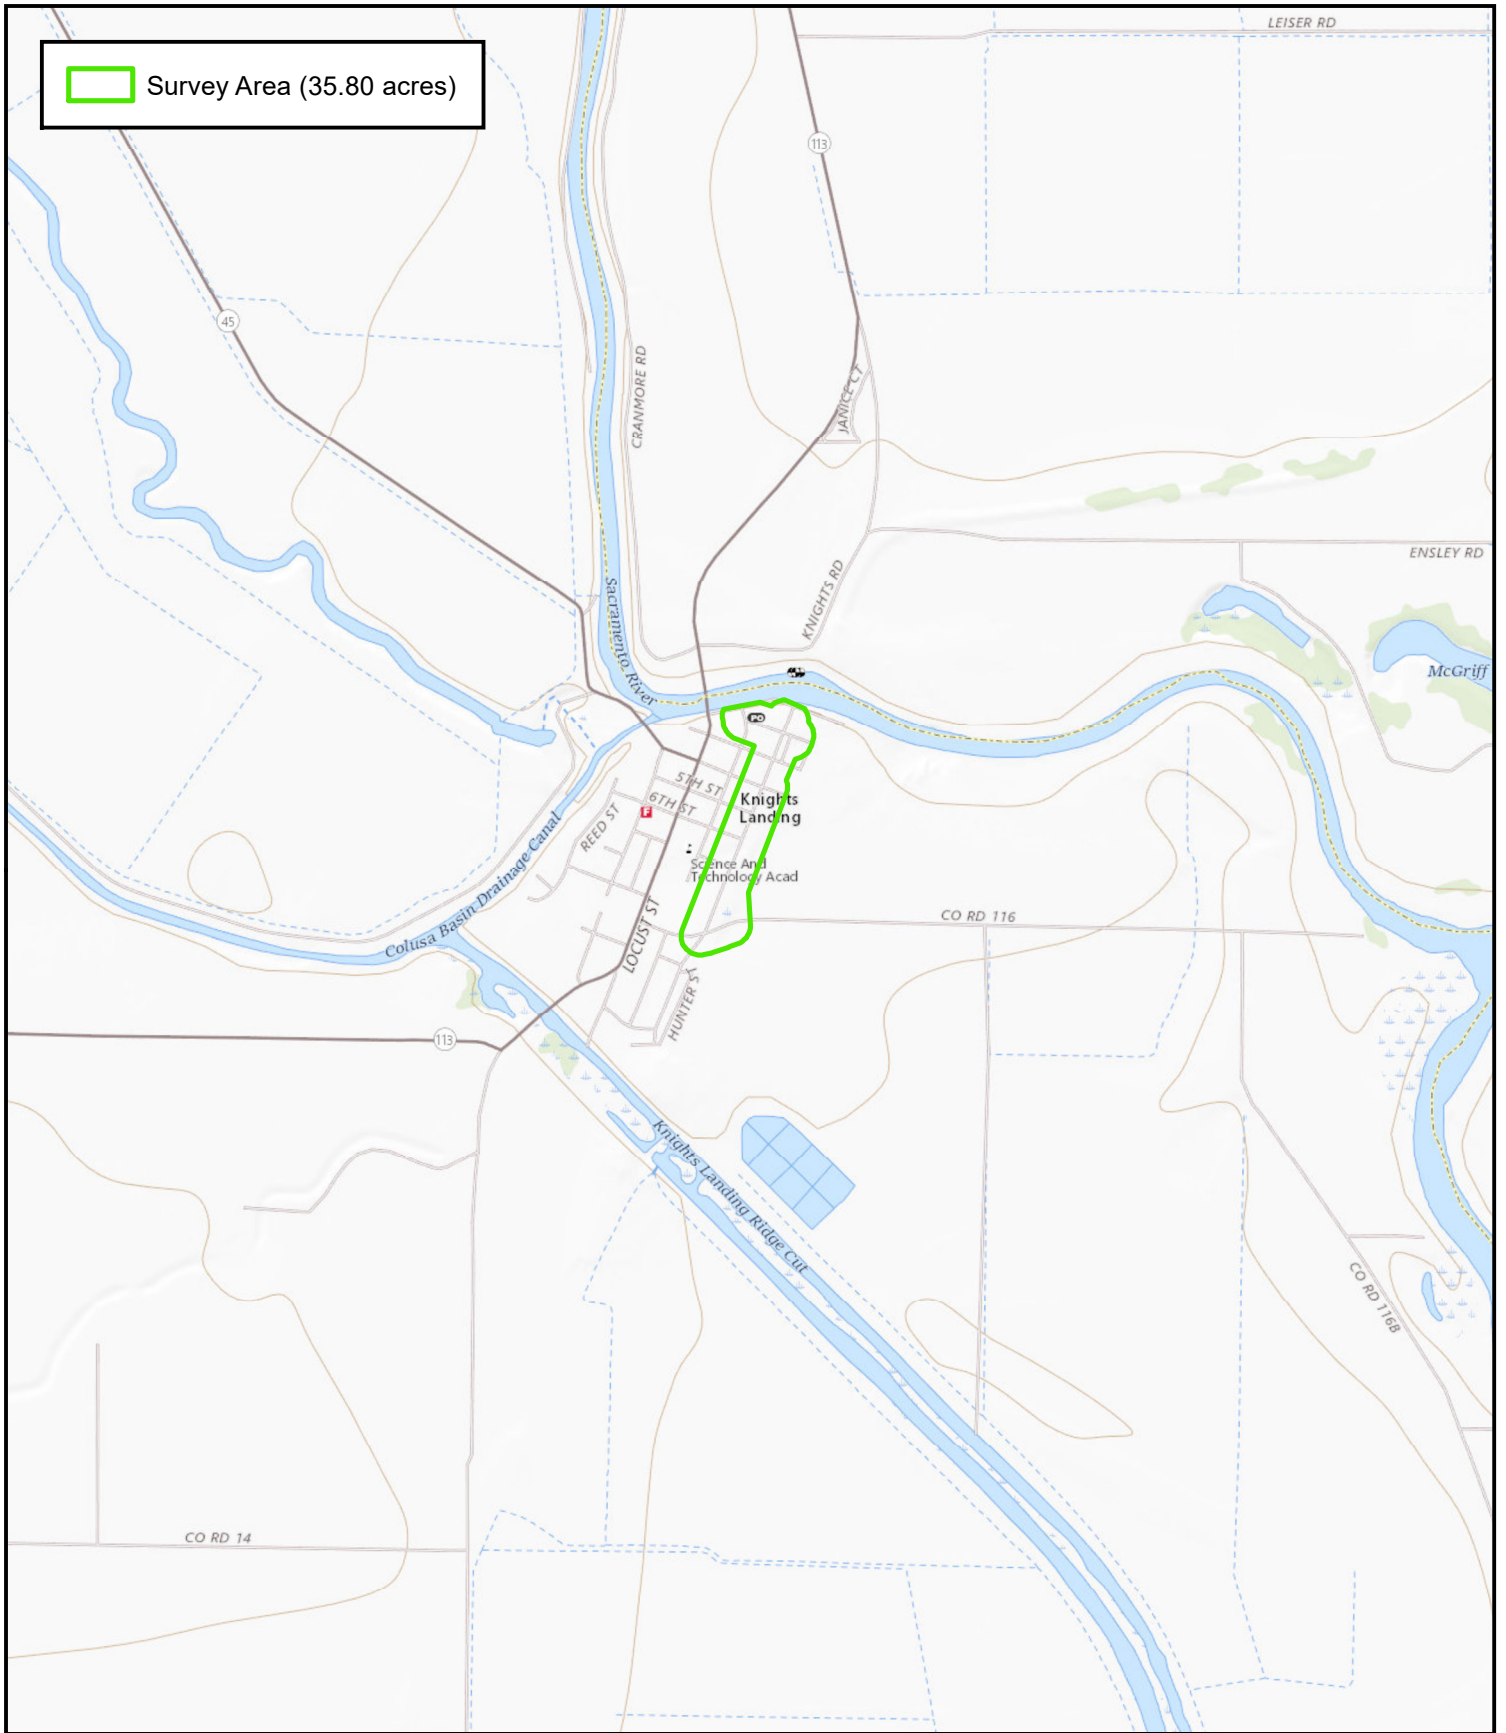 LEISER RD
Survey Area (35.80 acres)
113
45
CRANMORE RD
JANICE CT
ENSLEY RD
KNIGHTS RD
Sacramento River
McGriff
PO
5TH ST
6TH ST
Knights
Landing
F
REED ST
Science And
Technology Acad
Colusa Basin Drainage Canal
LOCUST ST
CO RD 116
HUNTER ST
113
Knights Landing Ridge Cut
CO RD 116B
CO RD 14